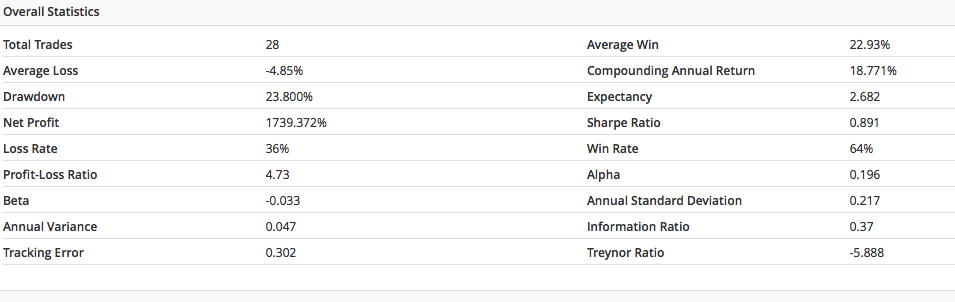 Overall Statistics
Total Trades 28 Average Win 22.93%
Average Loss -4.85% Compounding Annual Return 18.771%
Drawdown 23.800% Expectancy 2.682
Net Profit 1739.372% Sharpe Ratio 0.891
Loss Rate 36% Win Rate 64%
Profit-Loss Ratio 4.73 Alpha 0.196
Beta -0.033 Annual Standard Deviation 0.217
Annual Variance 0.047 Information Ratio 0.37
Tracking Error 0.302 Treynor Ratio -5.888